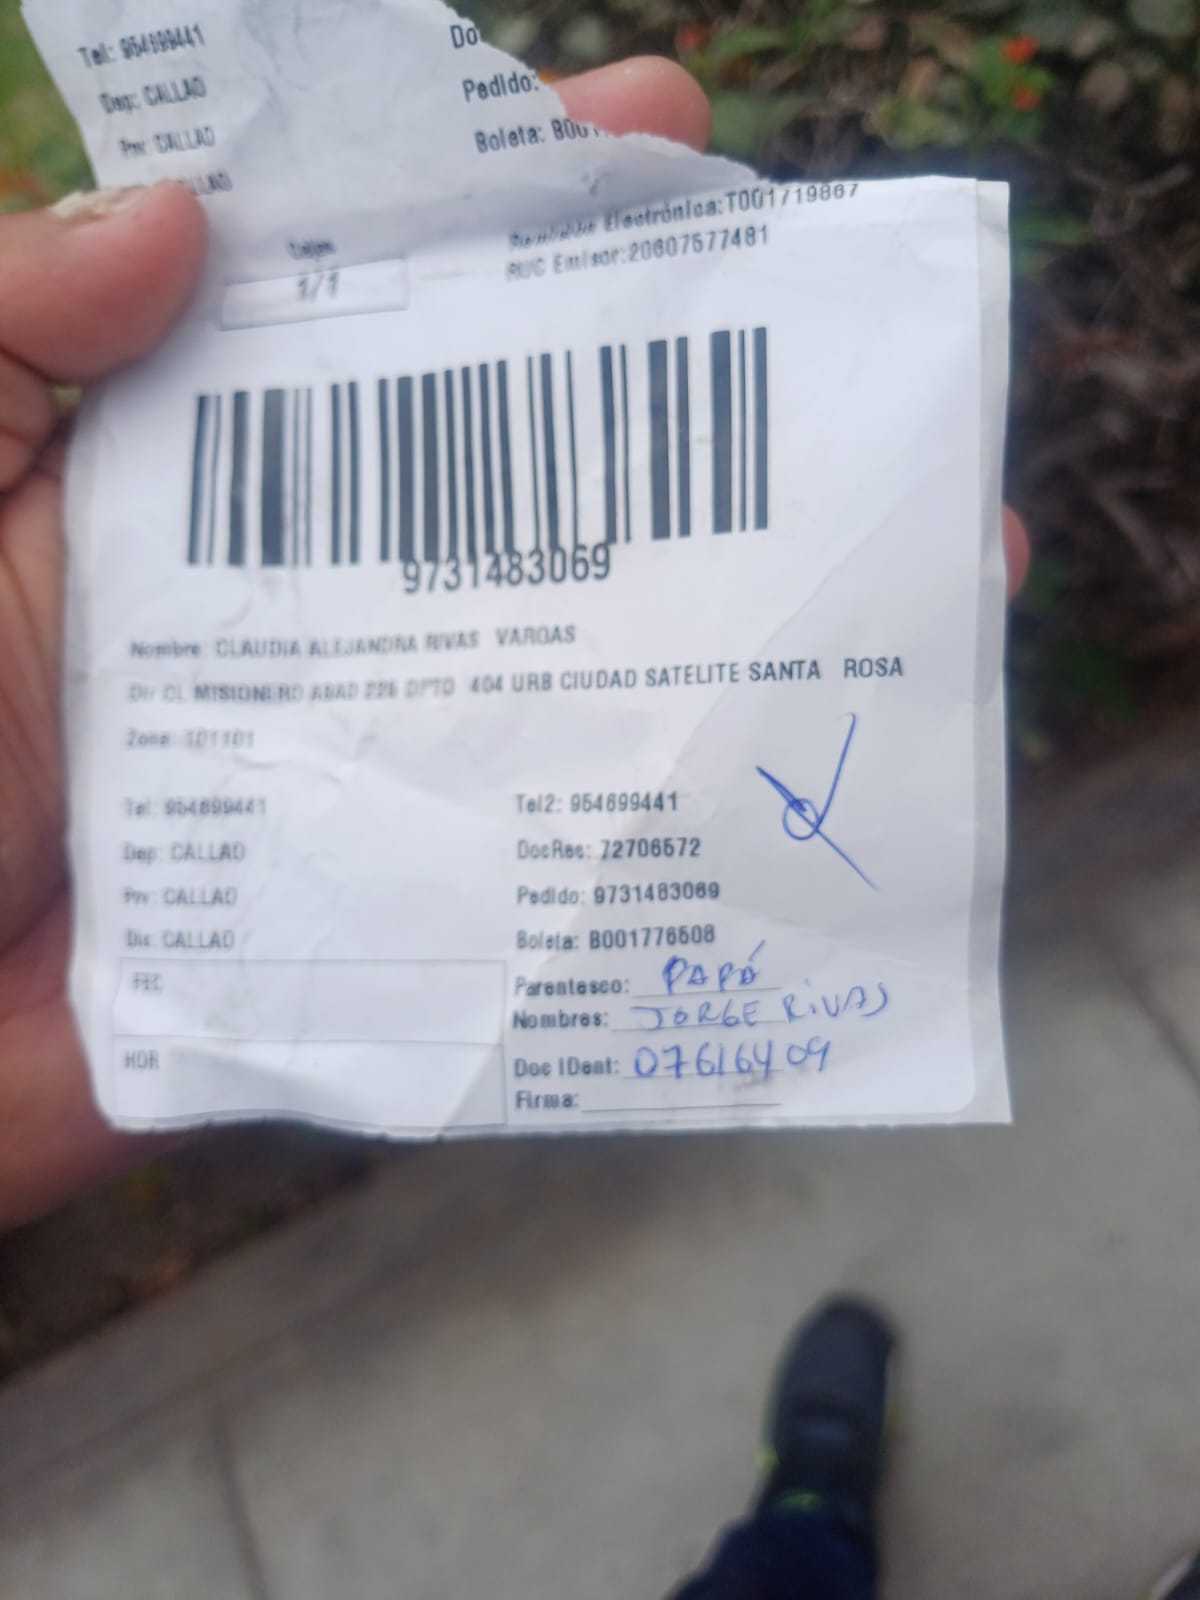 Tel: 954699441
Do
Dep: CALLAO
Pedido:
Prv: CALLAO
Boleta: B001
Cajas
1/1
Electrónica:T001719867
RUC Emisor:20607577481
9731483069
Nombre: CLAUDIA ALEJANDRA RIVAS VARGAS
Dir CL MISIONERO ABAD DPTO 404 URB CIUDAD SATELITE SANTA ROSA
Zona: 101101
Tel: 954699441
Tel2: 954699441
Dep: CALLAO
DocRec: 72706572
Prv: CALLAO
Pedido: 9731483069
Dis: CALLAO
Boleta: B001776508
FEC
Parentesco: PAPÁ
Nombres: JORGE RIVAS
HOR
Doc IDent: 07616409
Firma: